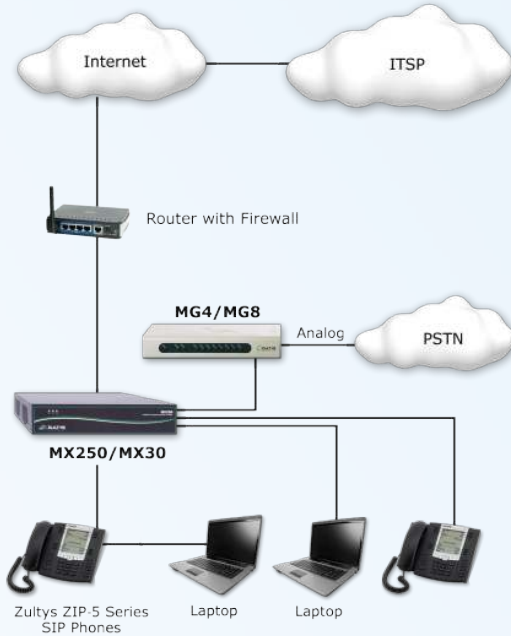 Internet
ITSP
Router with Firewall
MG4/MG8
Analog
PSTN
MX250/MX30
Zultys ZIP-5 Series
SIP Phones
Laptop
Laptop